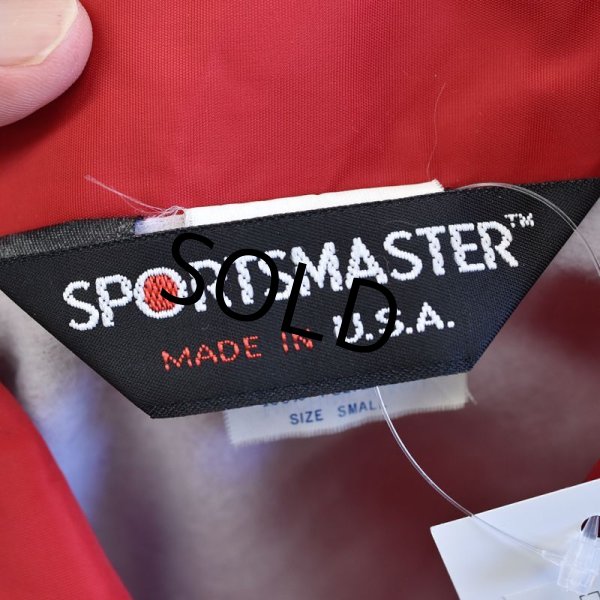 SPORTSMASTER™
SOLD
MADE IN U.S.A.
SIZE SMALL